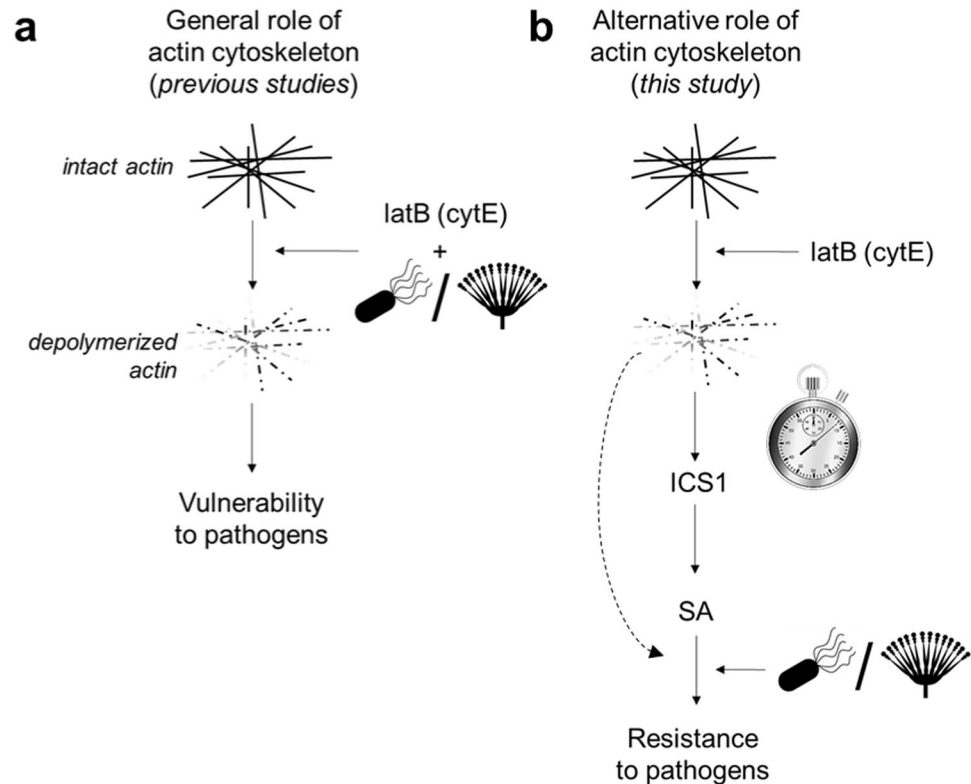 a
General role of
actin cytoskeleton
(previous studies)
intact actin
latB (cytE)
+
/
depolymerized
actin
Vulnerability
to pathogens
b
Alternative role of
actin cytoskeleton
(this study)
latB (cytE)
ICS1
SA
/
Resistance
to pathogens